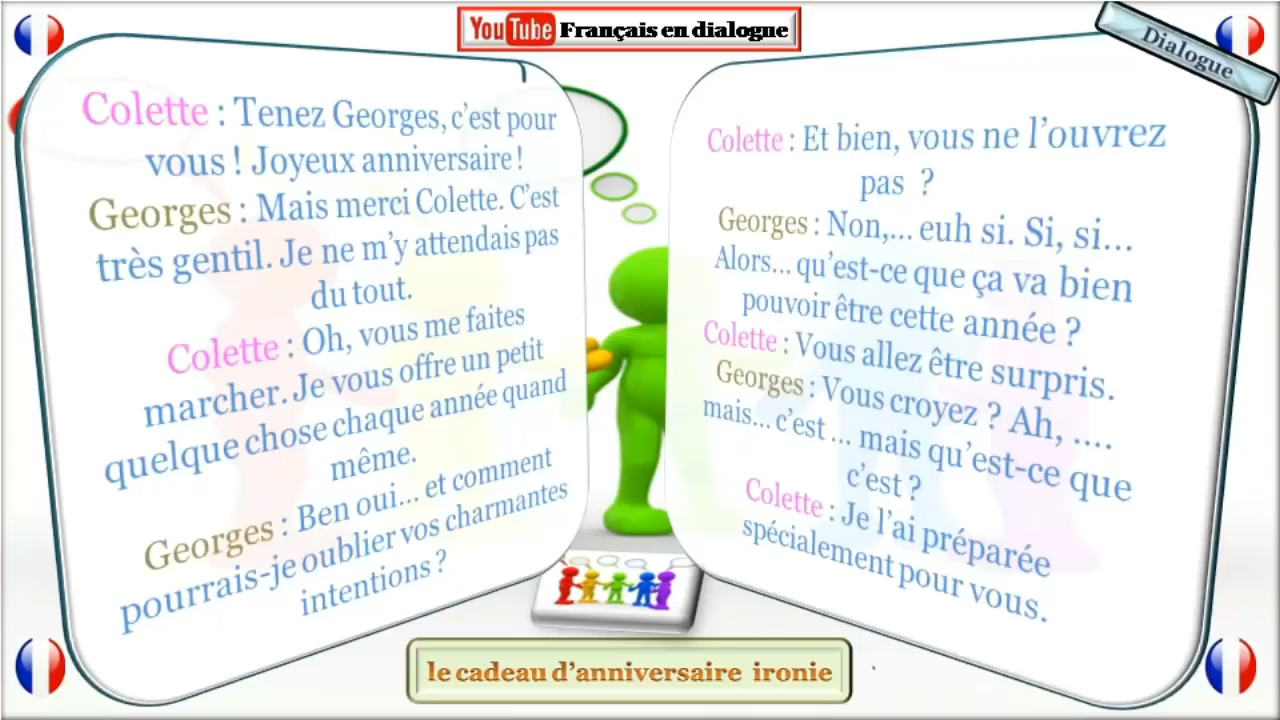 YouTube Français en dialogue
Dialogue
Colette : Tenez Georges, c'est pour
vous ! Joyeux anniversaire !
Georges : Mais merci Colette. C'est
très gentil. Je ne m'y attendais pas
du tout.
Colette : Oh, vous me faites
marcher. Je vous offre un petit
quelque chose chaque année quand
même.
Georges : Ben oui... et comment
pourrais-je oublier vos charmantes
intentions ?
Colette : Et bien, vous ne l'ouvrez
pas ?
Georges : Non,... euh si. Si, si...
Alors... qu'est-ce que ça va bien
pouvoir être cette année ?
Colette : Vous allez être surpris.
Georges : Vous croyez ? Ah, ....
mais... c'est ... mais qu'est-ce que
c'est ?
Colette : Je l'ai préparée
spécialement pour vous.
le cadeau d'anniversaire ironie